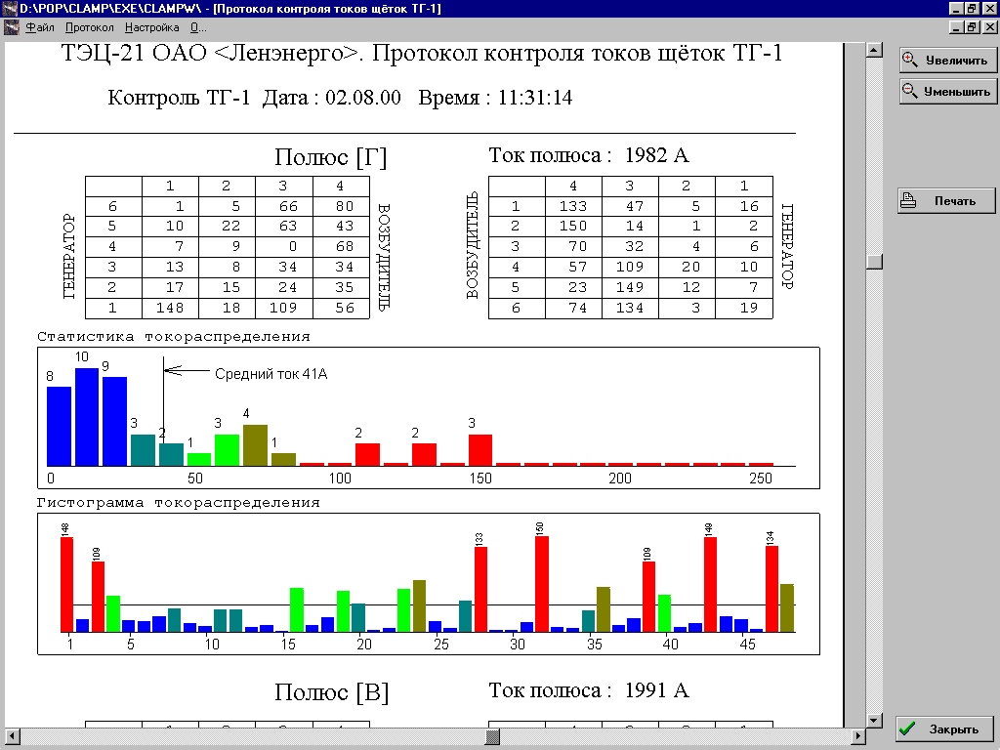 D:\POP\CLAMP\EXE\CLAMPW\ - [Протокол контроля токов щёток ТГ-1]
Файл Протокол Настройка О...
ТЭЦ-21 ОАО <Ленэнерго>. Протокол контроля токов щёток ТГ-1
Контроль ТГ-1 Дата : 02.08.00 Время : 11:31:14
Полюс [Г]
ГЕНЕРАТОР
1 2 3 4
6 1 5 66 80
5 10 22 63 43
4 7 9 0 68
3 13 8 34 34
2 17 15 24 35
1 148 18 109 56
ВОЗБУДИТЕЛЬ
Ток полюса : 1982 А
ВОЗБУДИТЕЛЬ
4 3 2 1
1 133 47 5 16
2 150 14 1 2
3 70 32 4 6
4 57 109 20 10
5 23 149 12 7
6 74 134 3 19
ГЕНЕРАТОР
Статистика токораспределения
8 10 9 3 2 1 3 4 1 2 2 3
Средний ток 41А
0 50 100 150 200 250
Гистограмма токораспределения
148 109 133 150 109 149 134
1 5 10 15 20 25 30 35 40 45
Полюс [В]
Ток полюса : 1991 А
Увеличить
Уменьшить
Печать
Закрыть